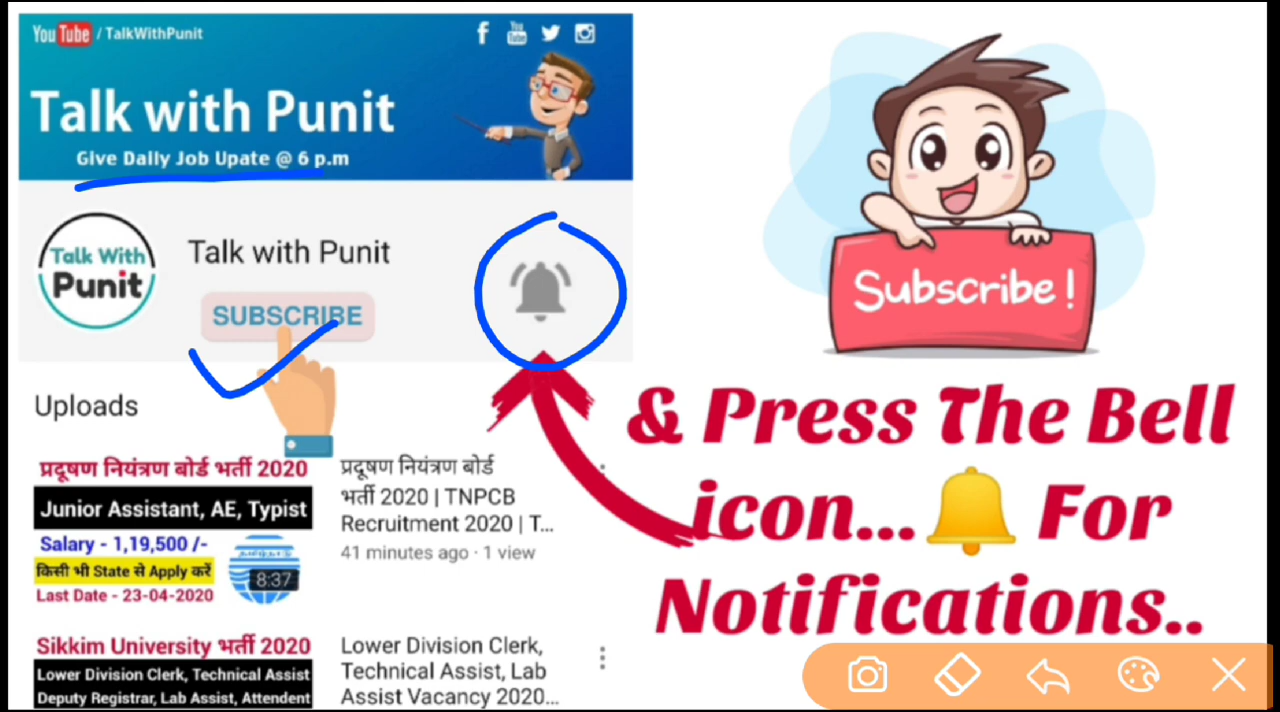 YouTube / TalkWithPunit
You Tube
Talk with Punit
Give Daily Job Upate @ 6 p.m
Talk With
Punit
Talk with Punit
SUBSCRIBE
Subscribe!
& Press The Bell
icon... For
Notifications..
Uploads
प्रदूषण नियंत्रण बोर्ड भर्ती 2020
Junior Assistant, AE, Typist
Salary - 1,19,500 /-
किसी भी State से Apply करें
Last Date - 23-04-2020
8:37
प्रदूषण नियंत्रण बोर्ड
भर्ती 2020 | TNPCB
Recruitment 2020 | T...
41 minutes ago · 1 view
Sikkim University भर्ती 2020
Lower Division Clerk, Technical Assist
Deputy Registrar, Lab Assist, Attendent
Lower Division Clerk,
Technical Assist, Lab
Assist Vacancy 2020...